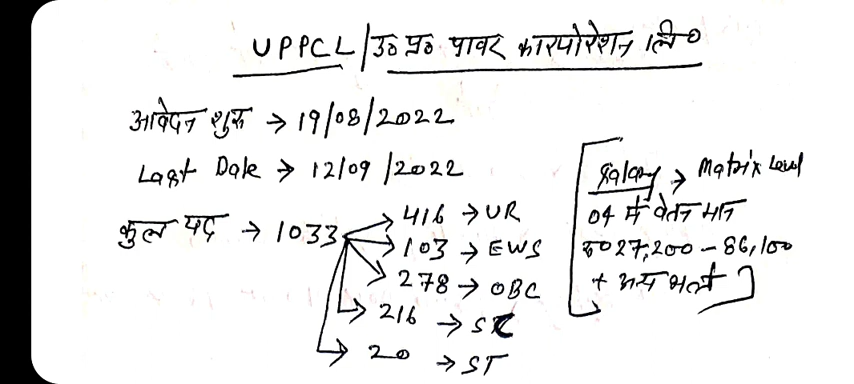 UPPCL/उ० प्र० पावर कारपोरेशन लि०
आवेदन शुरू → 19/08/2022
Last Date → 12/09/2022
कुल पद → 1033
416 → UR
103 → EWS
278 → OBC
216 → SC
20 → ST
Salary → Matrix Level
04 में वेतन मान
रु० 27,200 - 86,100
+ अन्य भत्ते